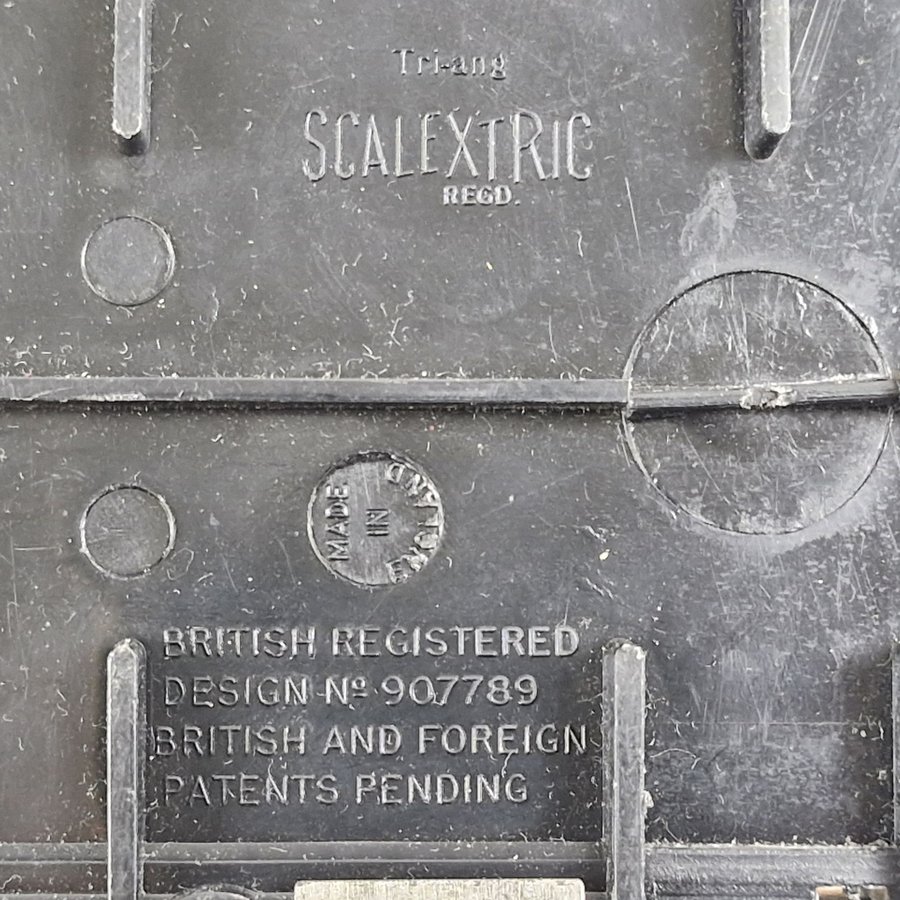 Tri-ang
SCALEXTRIC
REGD.
MADE
IN
ENGLAND
BRITISH REGISTERED
DESIGN Nº 907789
BRITISH AND FOREIGN
PATENTS PENDING